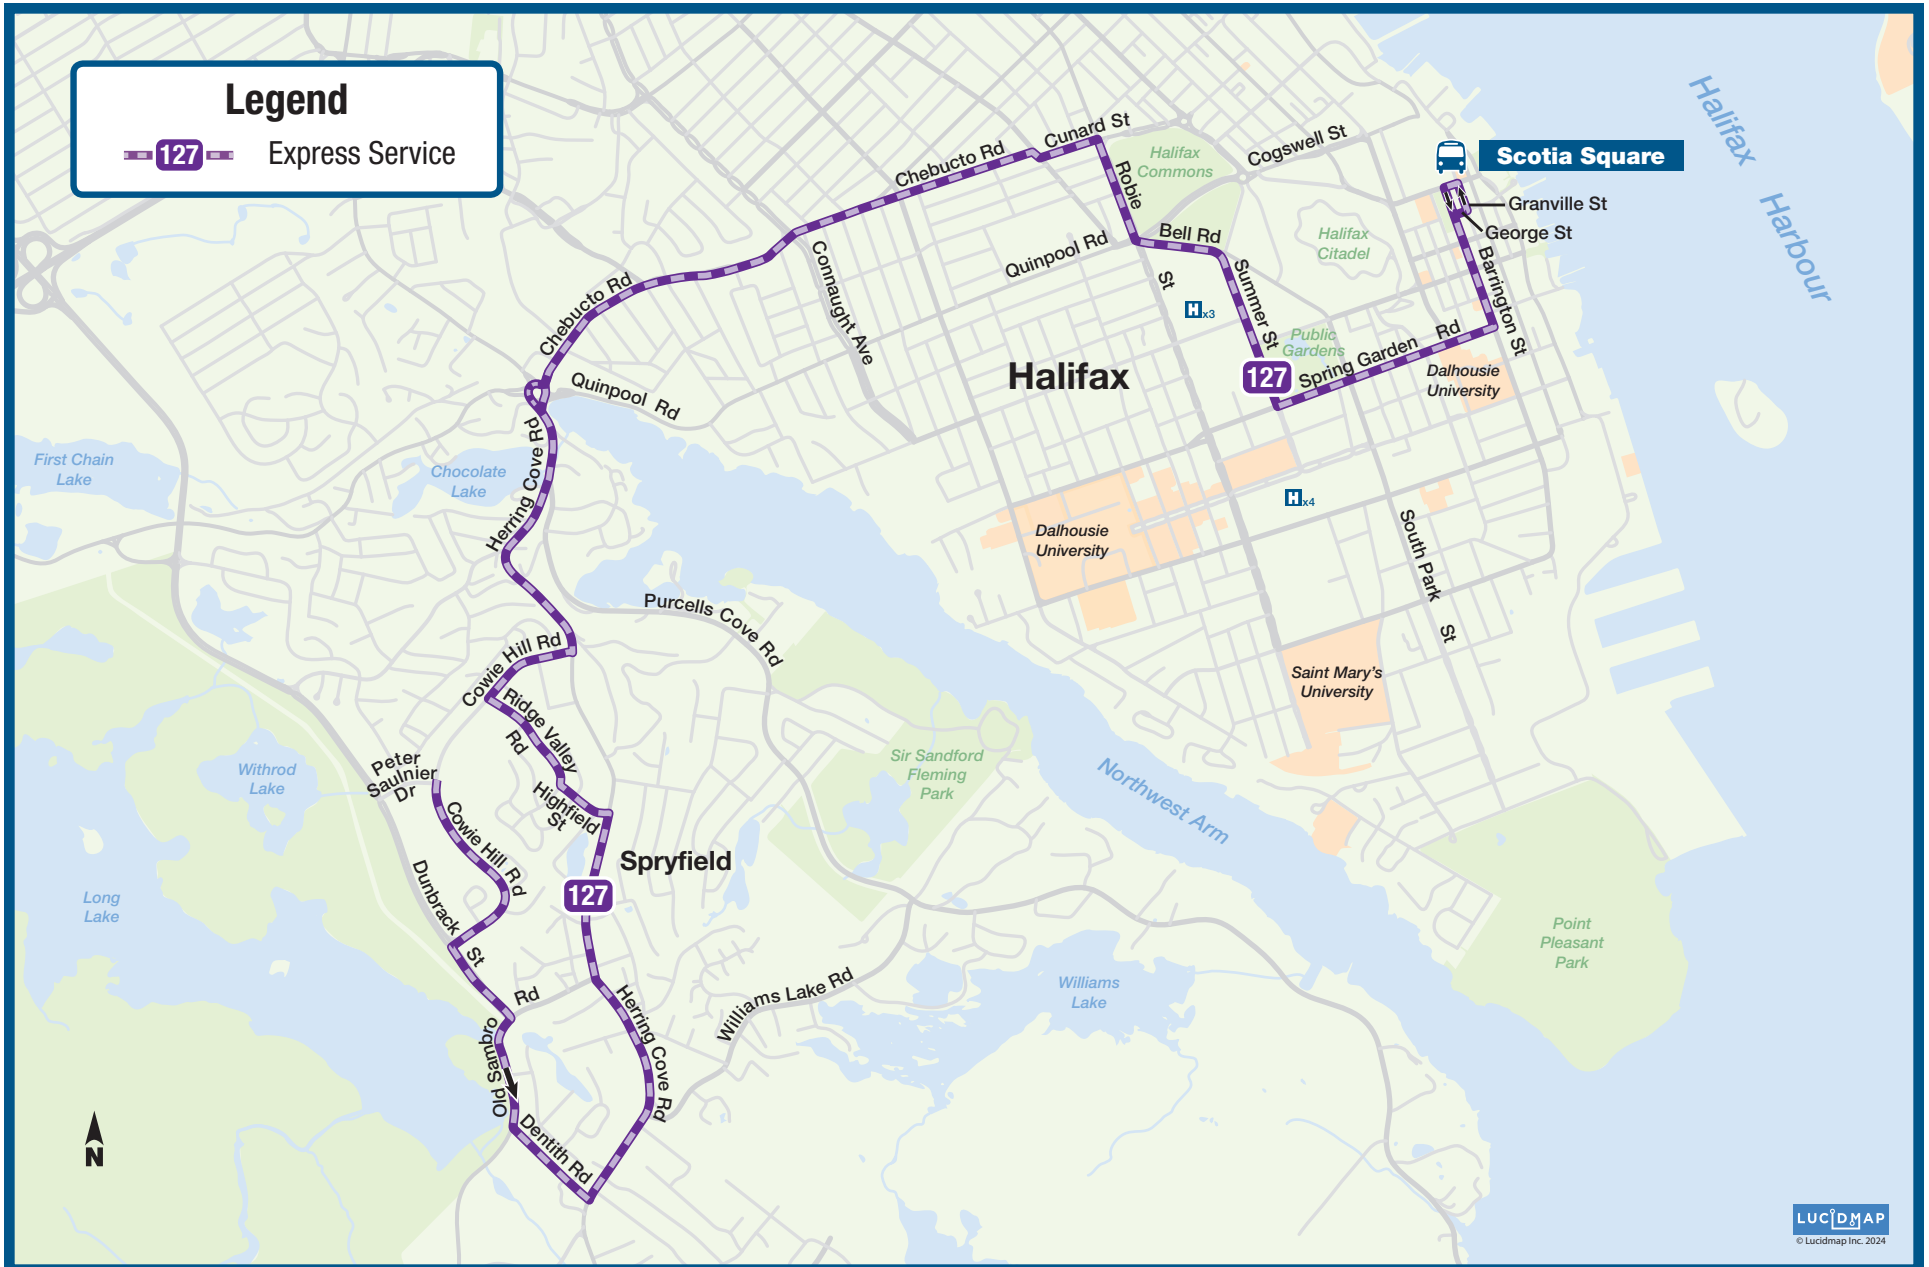 Legend
127
Express Service
Scotia Square
Granville St
George St
Halifax
Harbour
Cunard St
Chebucto Rd
Cogswell St
Halifax
Commons
Robie
St
Bell Rd
Quinpool Rd
Halifax
Citadel
Barrington St
Summer St
Connaught Ave
Chebucto Rd
H x3
Public
Gardens
Spring Garden Rd
127
Halifax
Dalhousie
University
Quinpool Rd
Herring Cove Rd
First Chain
Lake
Chocolate
Lake
H x4
Dalhousie
University
South Park St
Purcells Cove Rd
Cowie Hill Rd
Saint Mary's
University
Ridge Valley
Rd
Peter
Saulnier
Dr
Withrod
Lake
Sir Sandford
Fleming
Park
Northwest Arm
Highfield
St
Cowie Hill Rd
Spryfield
127
Dunbrack St
Long
Lake
Point
Pleasant
Park
Williams
Lake
Williams Lake Rd
Herring Cove Rd
Old Sambro Rd
Dentith Rd
N
LUCIDMAP
© Lucidmap Inc. 2024